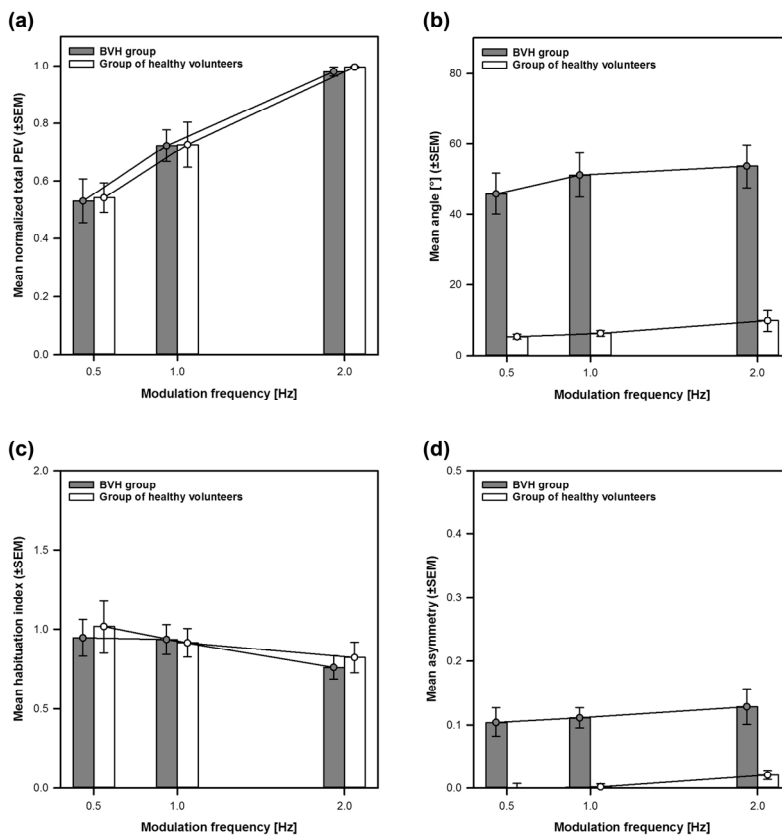 (a)
BVH group
Group of healthy volunteers
Mean normalized total PEV (±SEM)
1.0
0.8
0.6
0.4
0.2
0.0
0.5
1.0
2.0
Modulation frequency [Hz]
(b)
BVH group
Group of healthy volunteers
Mean angle [°] (±SEM)
80
60
40
20
0
0.5
1.0
2.0
Modulation frequency [Hz]
(c)
BVH group
Group of healthy volunteers
Mean habituation index (±SEM)
2.0
1.5
1.0
0.5
0.0
0.5
1.0
2.0
Modulation frequency [Hz]
(d)
BVH group
Group of healthy volunteers
Mean asymmetry (±SEM)
0.5
0.4
0.3
0.2
0.1
0.0
0.5
1.0
2.0
Modulation frequency [Hz]